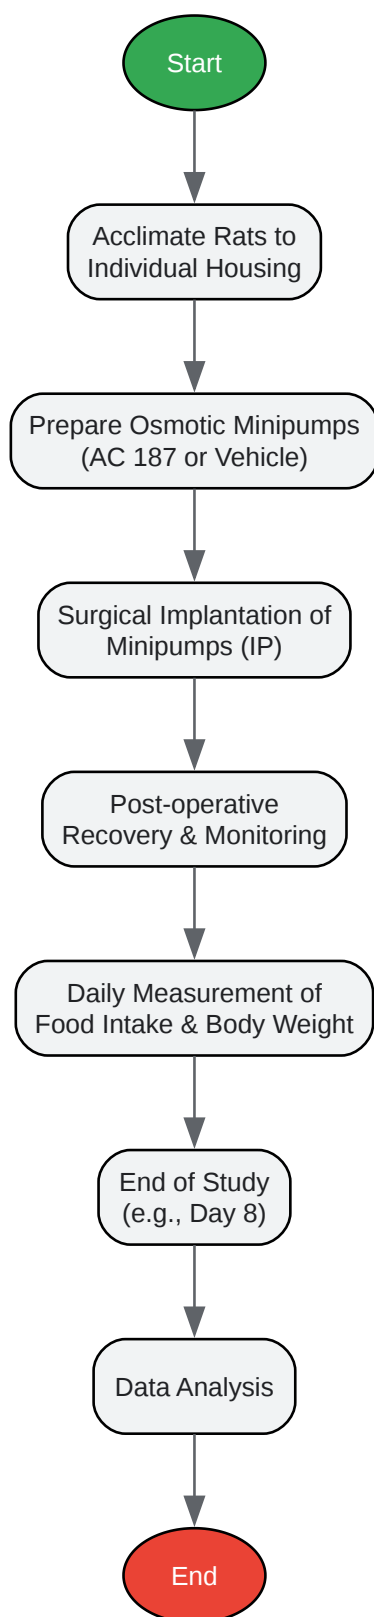 Start
Acclimate Rats to
Individual Housing
Prepare Osmotic Minipumps
(AC 187 or Vehicle)
Surgical Implantation of
Minipumps (IP)
Post-operative
Recovery & Monitoring
Daily Measurement of
Food Intake & Body Weight
End of Study
(e.g., Day 8)
Data Analysis
End